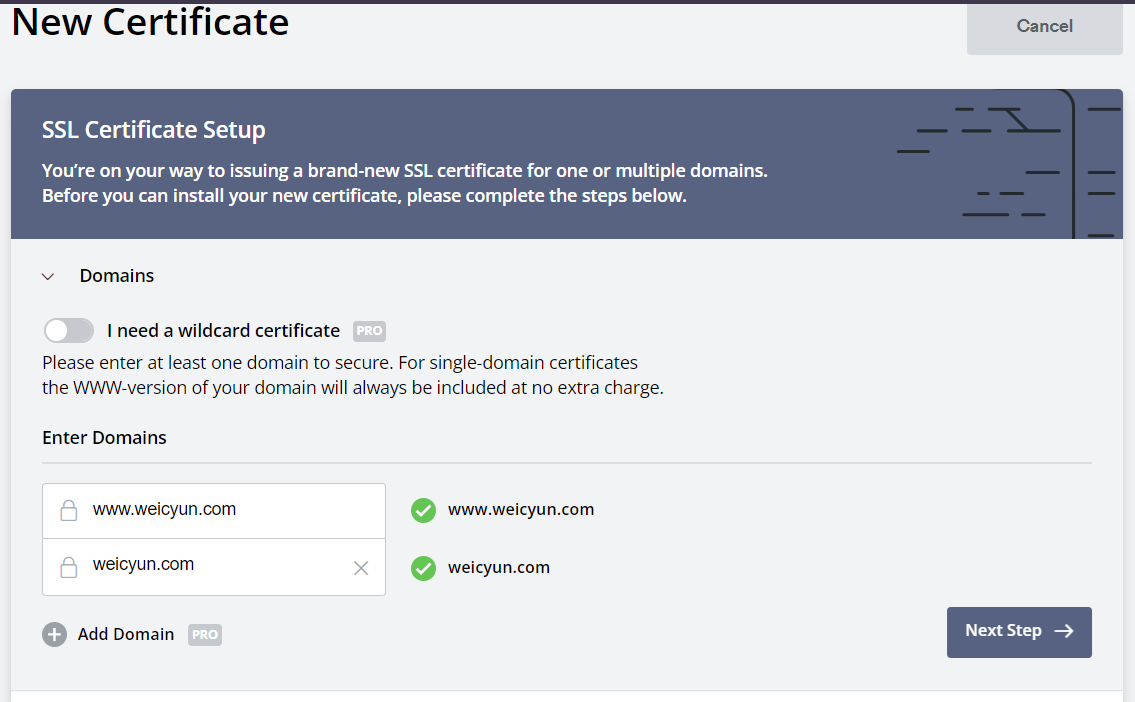 New Certificate
Cancel
SSL Certificate Setup
You’re on your way to issuing a brand-new SSL certificate for one or multiple domains.
Before you can install your new certificate, please complete the steps below.
Domains
I need a wildcard certificate PRO
Please enter at least one domain to secure. For single-domain certificates
the WWW-version of your domain will always be included at no extra charge.
Enter Domains
www.weicyun.com www.weicyun.com
weicyun.com weicyun.com
Add Domain PRO
Next Step